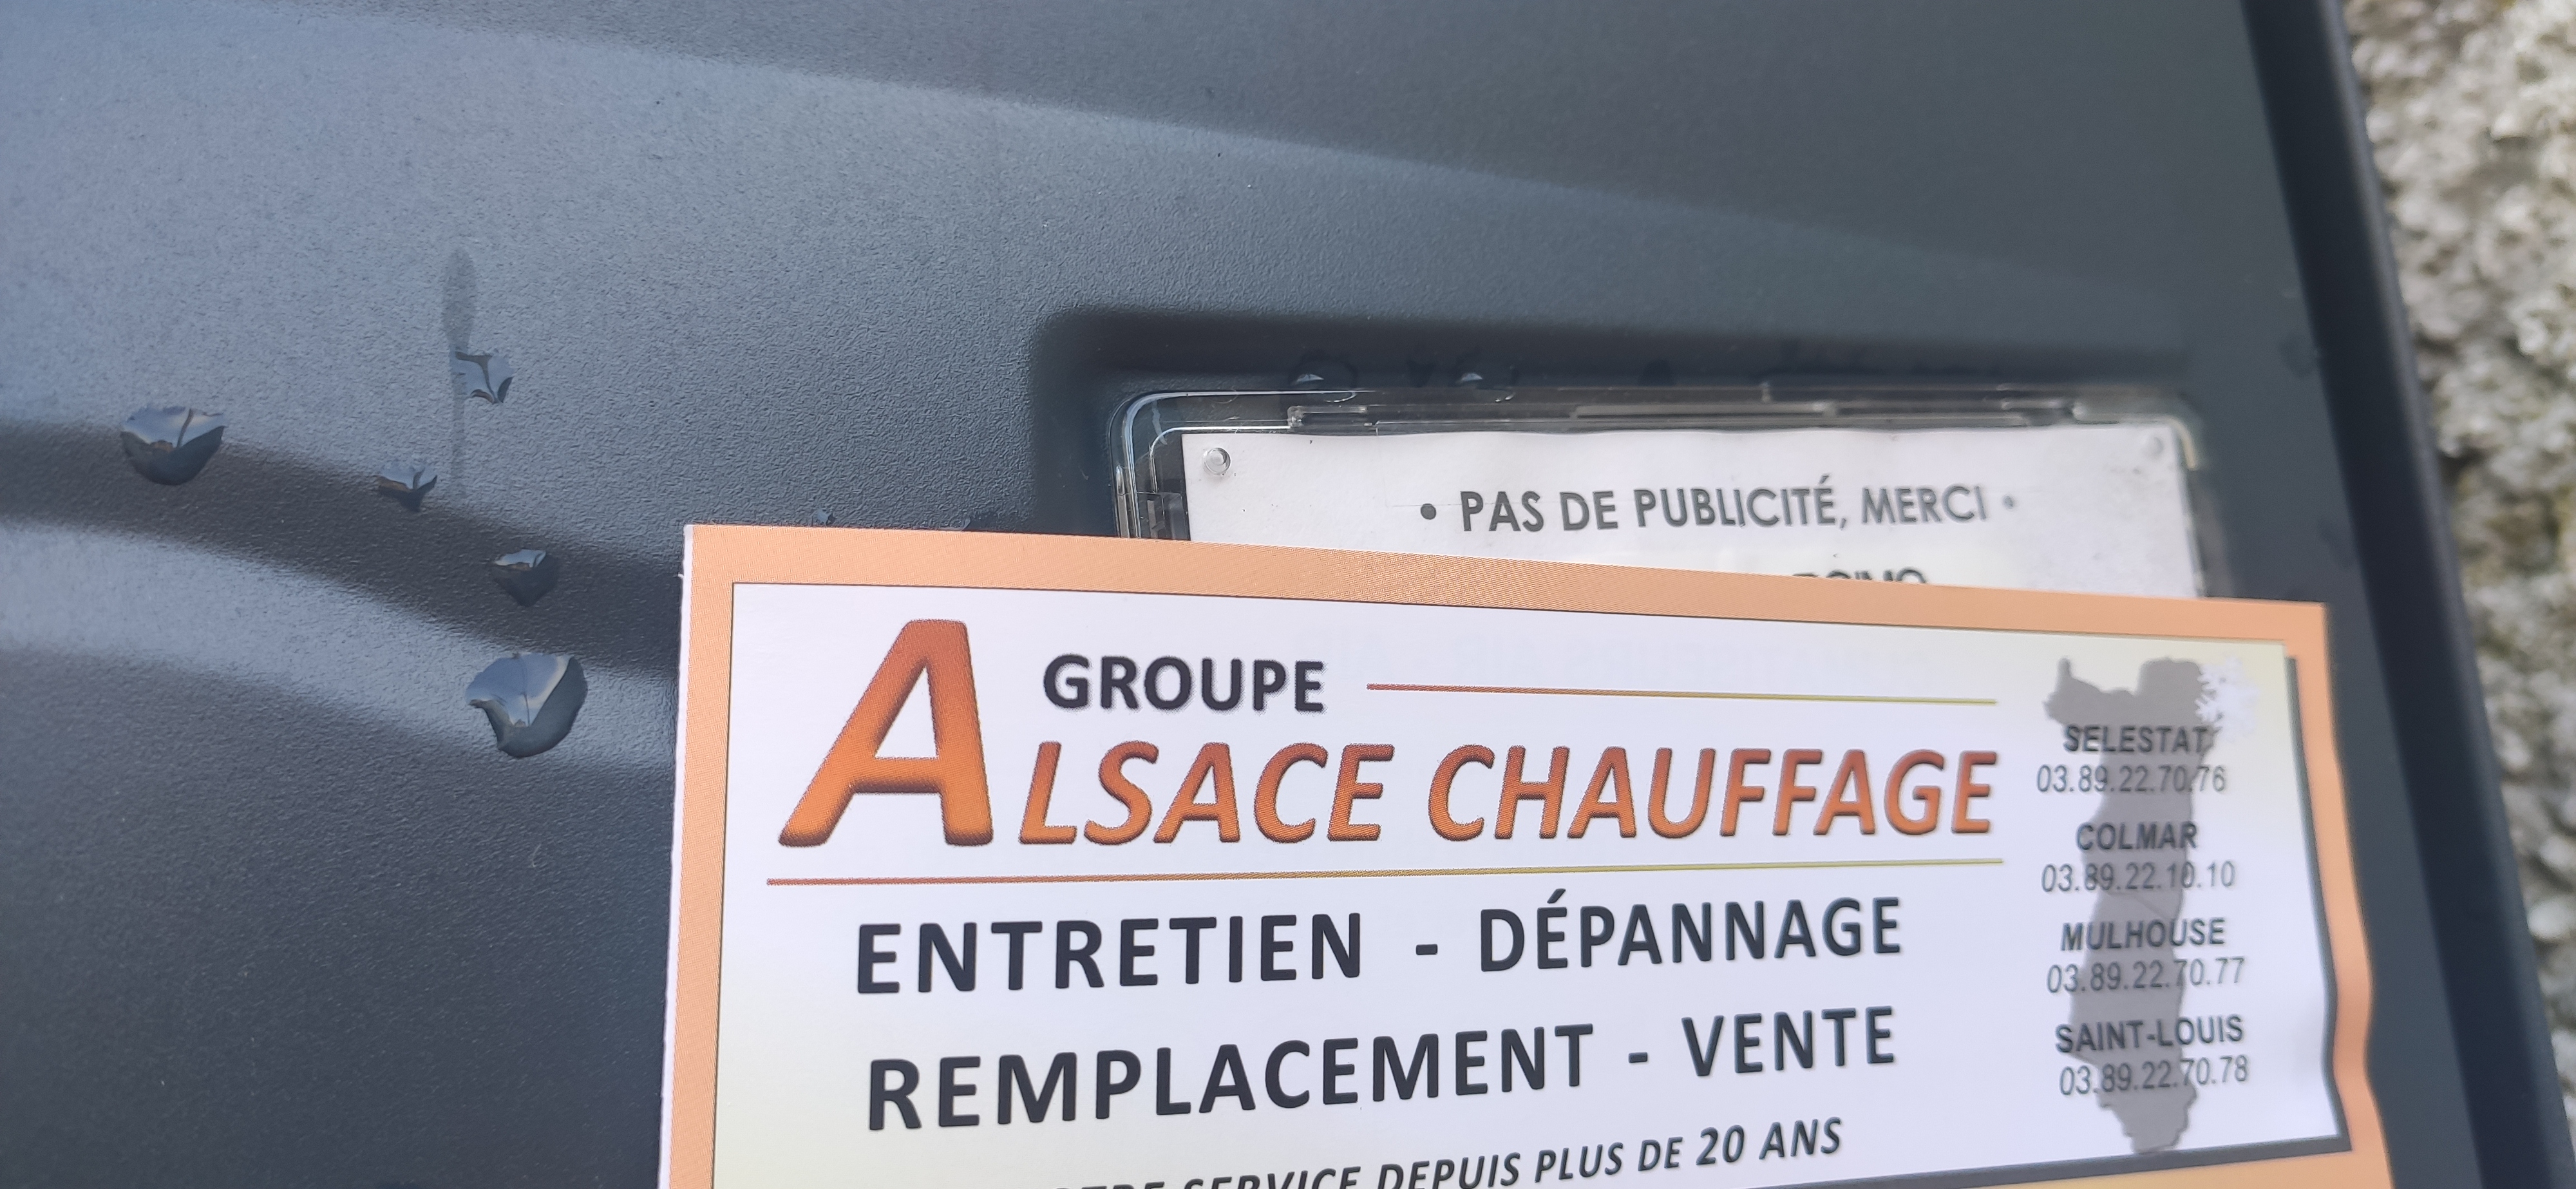 • PAS DE PUBLICITÉ, MERCI •
GROUPE
ALSACE CHAUFFAGE
ENTRETIEN - DÉPANNAGE
REMPLACEMENT - VENTE
SERVICE DEPUIS PLUS DE 20 ANS
SELESTAT
03.89.22.70.76
COLMAR
03.89.22.10.10
MULHOUSE
03.89.22.70.77
SAINT-LOUIS
03.89.22.70.78